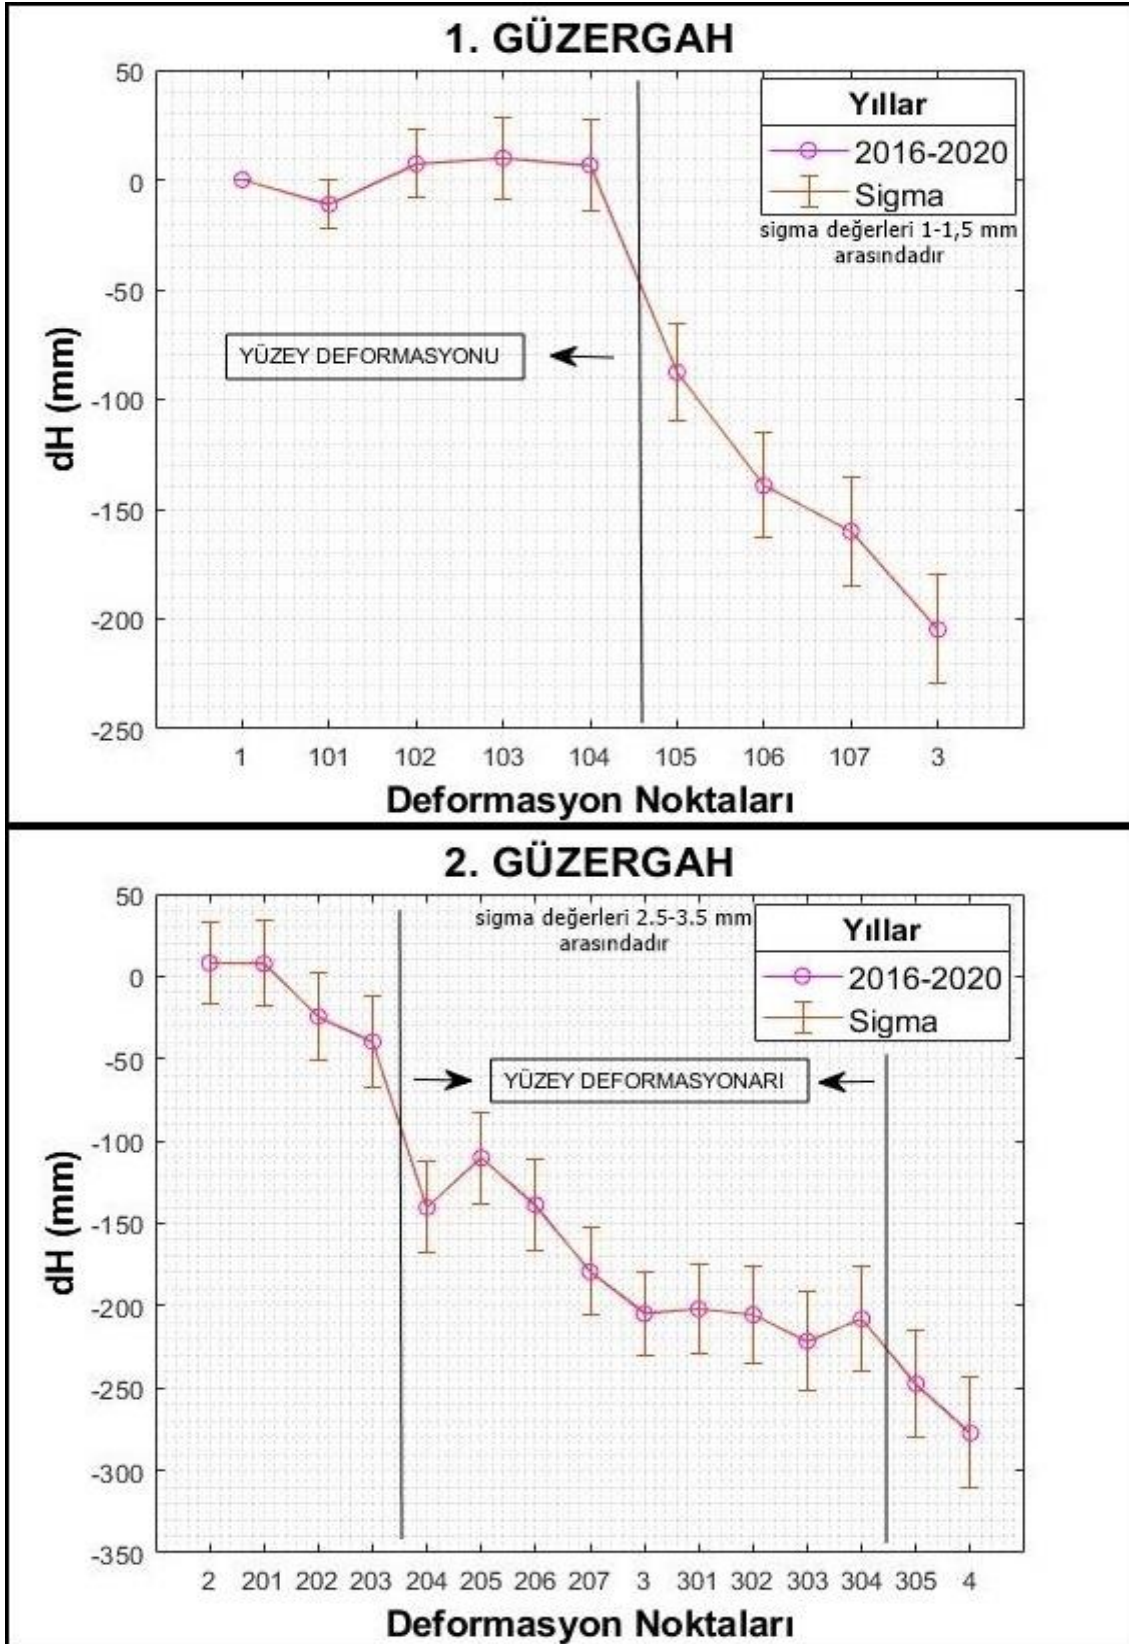 1. GÜZERGAH
50
0
-50
-100
-150
-200
-250
dH (mm)
Yıllar
2016-2020
Sigma
sigma değerleri 1-1,5 mm
arasındadır
YÜZEY DEFORMASYONU
1 101 102 103 104 105 106 107 3
Deformasyon Noktaları
2. GÜZERGAH
50
0
-50
-100
-150
-200
-250
-300
-350
dH (mm)
sigma değerleri 2.5-3.5 mm
arasındadır
Yıllar
2016-2020
Sigma
YÜZEY DEFORMASYONARI
2 201 202 203 204 205 206 207 3 301 302 303 304 305 4
Deformasyon Noktaları